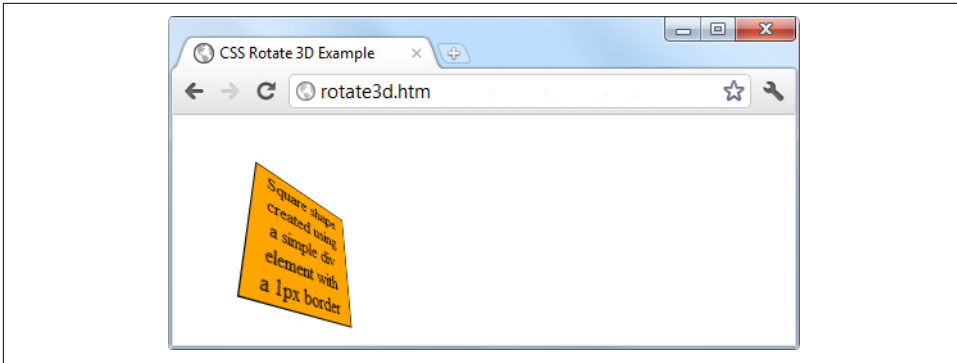 CSS Rotate 3D Example
rotate3d.htm
Square shape
created using
a simple div
element with
a 1px border